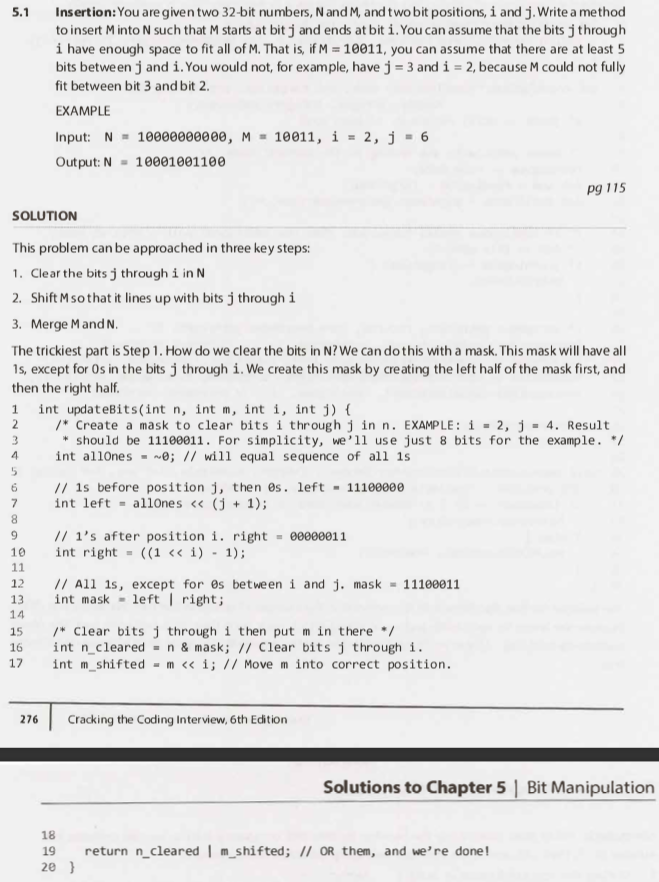 5.1 Insertion: You are given two 32-bit numbers, N and M, and two bit positions, i and j. Write a method
to insert M into N such that M starts at bit j and ends at bit i. You can assume that the bits j through
i have enough space to fit all of M. That is, if M = 10011, you can assume that there are at least 5
bits between j and i. You would not, for example, have j = 3 and i = 2, because M could not fully
fit between bit 3 and bit 2.
EXAMPLE
Input: N = 10000000000, M = 10011, i = 2, j = 6
Output: N = 10001001100
pg 115
SOLUTION
This problem can be approached in three key steps:
1. Clear the bits j through i in N
2. Shift M so that it lines up with bits j through i
3. Merge M and N.
The trickiest part is Step 1. How do we clear the bits in N? We can do this with a mask. This mask will have all
1s, except for 0s in the bits j through i. We create this mask by creating the left half of the mask first, and
then the right half.
1 int updateBits(int n, int m, int i, int j) {
2 /* Create a mask to clear bits i through j in n. EXAMPLE: i = 2, j = 4. Result
3 * should be 11100011. For simplicity, we'll use just 8 bits for the example. */
4 int allOnes = ~0; // will equal sequence of all 1s
5
6 // 1s before position j, then 0s. left = 11100000
7 int left = allOnes << (j + 1);
8
9 // 1's after position i. right = 00000011
10 int right = ((1 << i) - 1);
11
12 // All 1s, except for 0s between i and j. mask = 11100011
13 int mask = left | right;
14
15 /* Clear bits j through i then put m in there */
16 int n_cleared = n & mask; // Clear bits j through i.
17 int m_shifted = m << i; // Move m into correct position.
276 Cracking the Coding Interview, 6th Edition
Solutions to Chapter 5 | Bit Manipulation
18
19 return n_cleared | m_shifted; // OR them, and we're done!
20 }